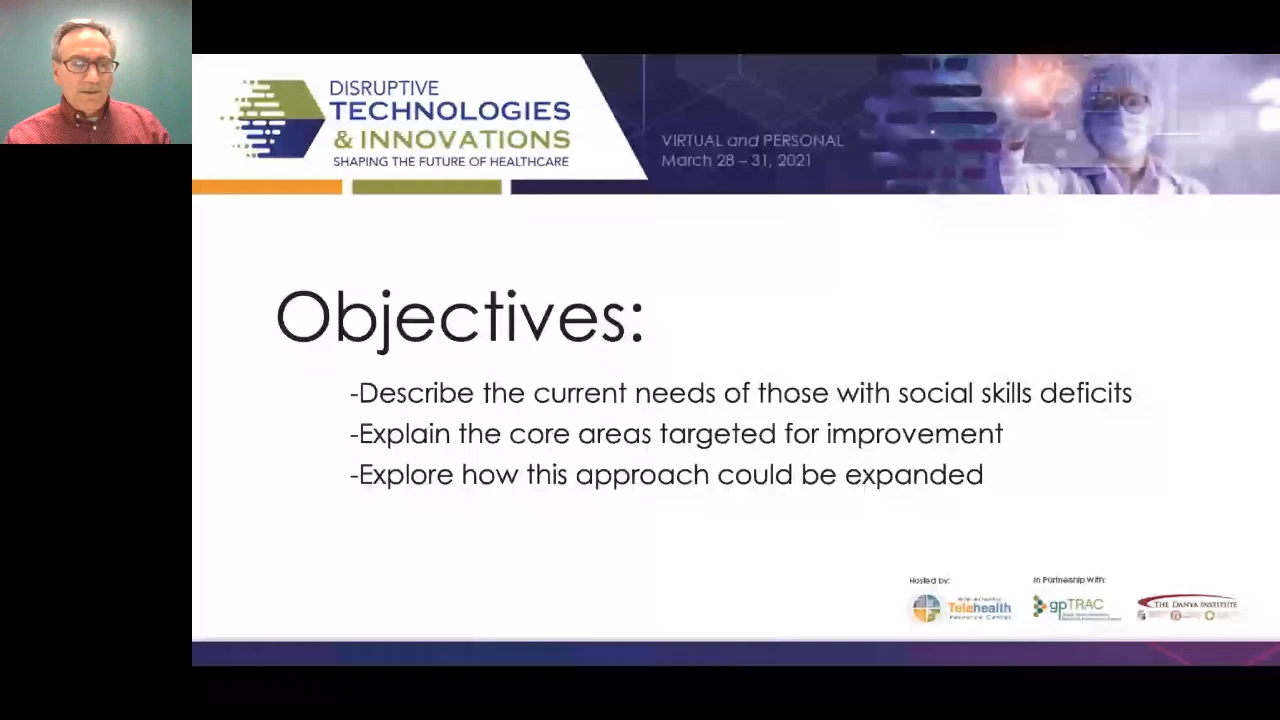 DISRUPTIVE
TECHNOLOGIES
& INNOVATIONS
SHAPING THE FUTURE OF HEALTHCARE
VIRTUAL and PERSONAL
March 28 – 31, 2021
Objectives:
-Describe the current needs of those with social skills deficits
-Explain the core areas targeted for improvement
-Explore how this approach could be expanded
Hosted by:
In Partnership With:
Telehealth
gpTRAC
THE DANYA INSTITUTE